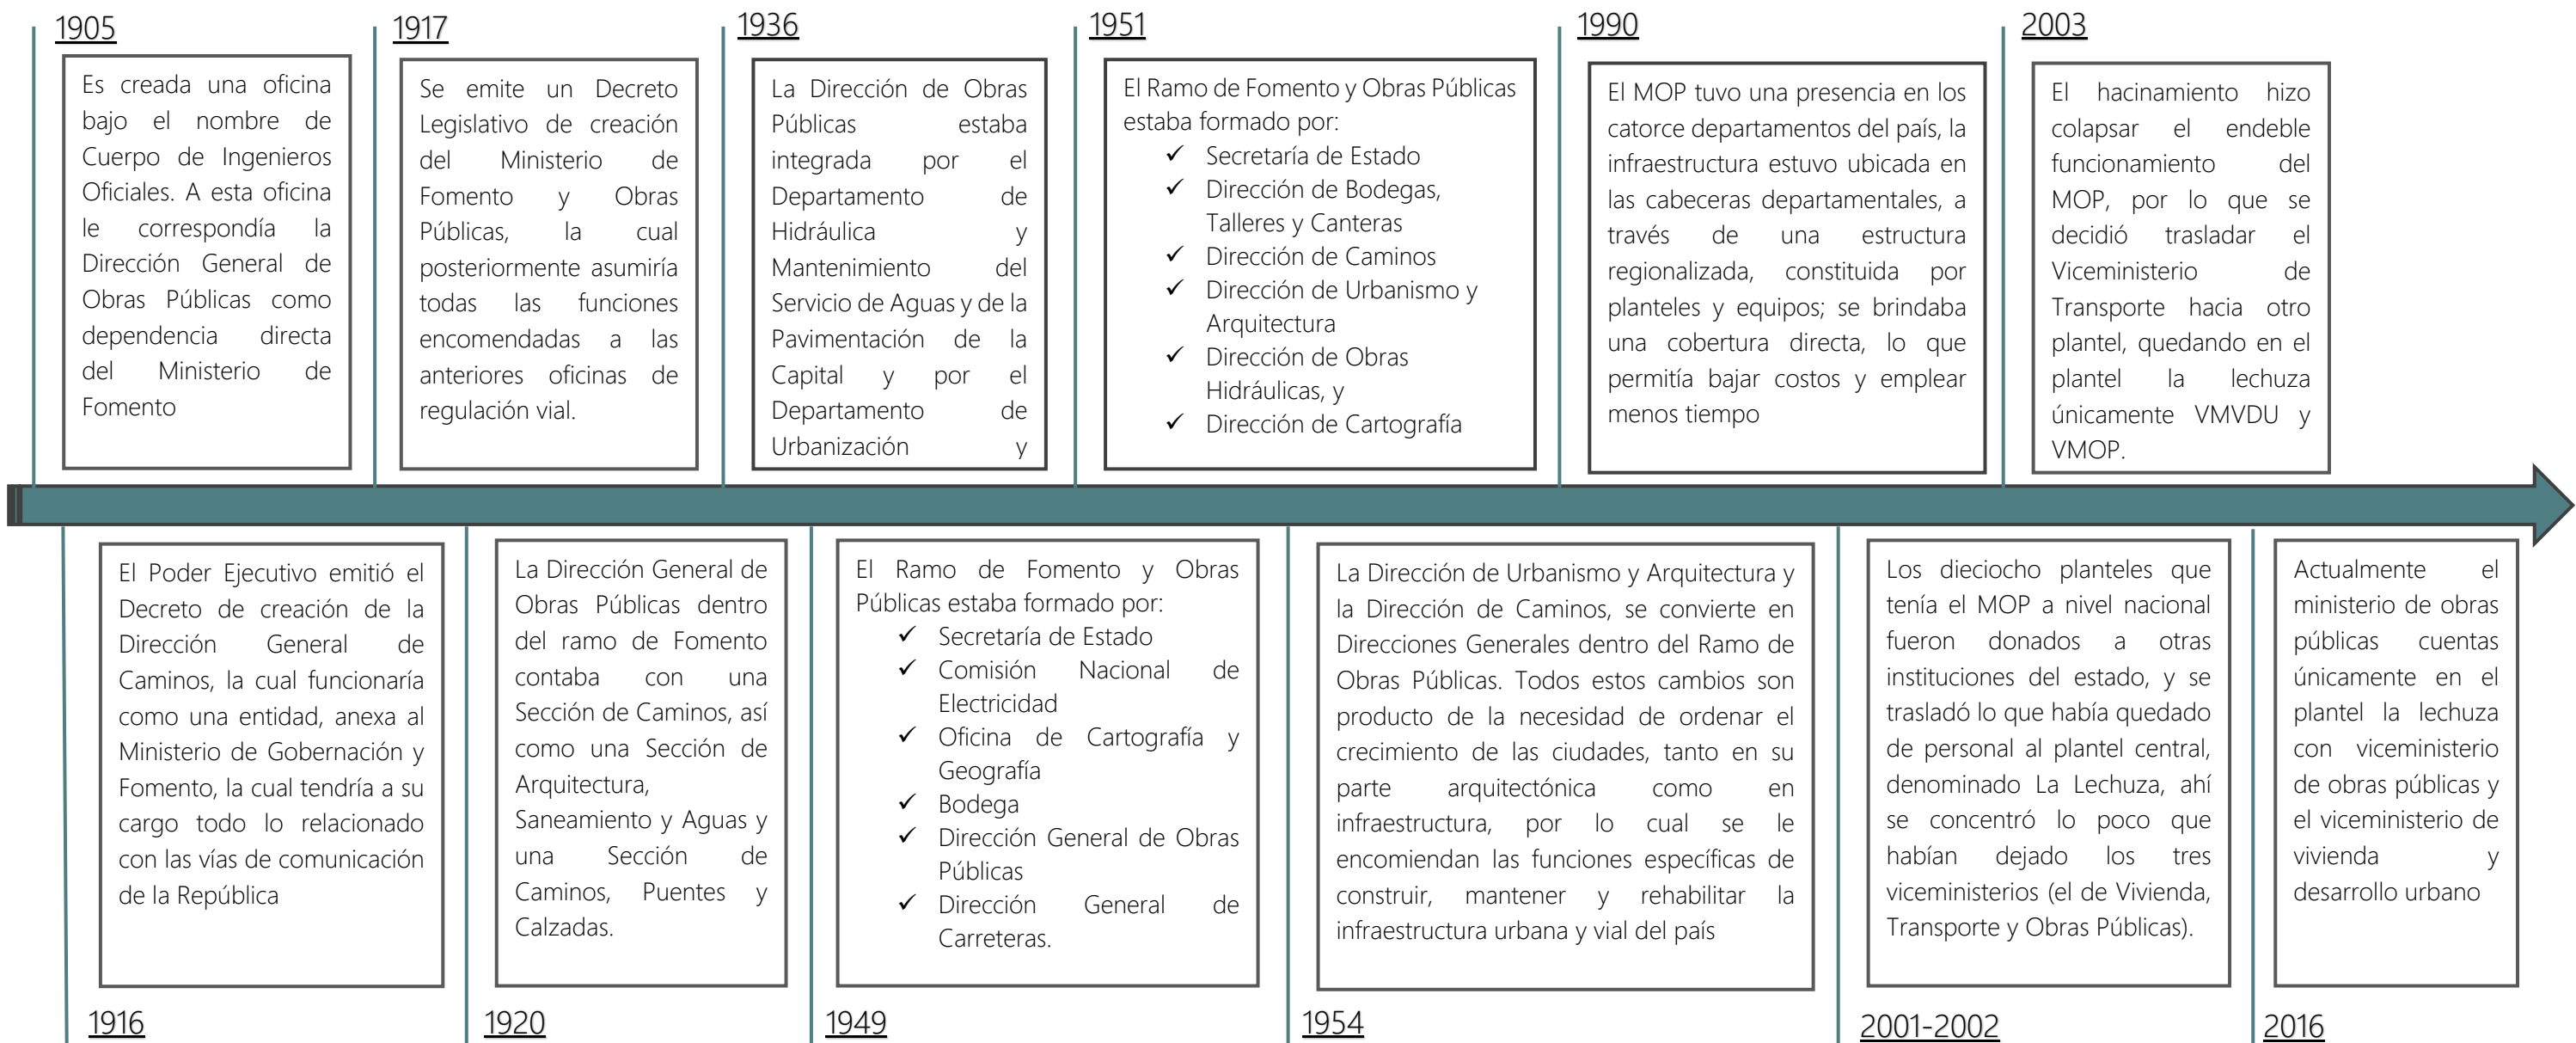 1905
Es creada una oficina
bajo el nombre de
Cuerpo de Ingenieros
Oficiales. A esta oficina
le correspondía la
Dirección General de
Obras Públicas como
dependencia directa
del Ministerio de
Fomento
1917
Se emite un Decreto
Legislativo de creación
del Ministerio de
Fomento y Obras
Públicas, la cual
posteriormente asumiría
todas las funciones
encomendadas a las
anteriores oficinas de
regulación vial.
1936
La Dirección de Obras
Públicas estaba
integrada por el
Departamento de
Hidráulica y
Mantenimiento del
Servicio de Aguas y de la
Pavimentación de la
Capital y por el
Departamento de
Urbanización y
1951
El Ramo de Fomento y Obras Públicas
estaba formado por:
✓ Secretaría de Estado
✓ Dirección de Bodegas,
Talleres y Canteras
✓ Dirección de Caminos
✓ Dirección de Urbanismo y
Arquitectura
✓ Dirección de Obras
Hidráulicas, y
✓ Dirección de Cartografía
1990
El MOP tuvo una presencia en los
catorce departamentos del país, la
infraestructura estuvo ubicada en
las cabeceras departamentales, a
través de una estructura
regionalizada, constituida por
planteles y equipos; se brindaba
una cobertura directa, lo que
permitía bajar costos y emplear
menos tiempo
2003
El hacinamiento hizo
colapsar el endeble
funcionamiento del
MOP, por lo que se
decidió trasladar el
Viceministerio de
Transporte hacia otro
plantel, quedando en el
plantel la lechuza
únicamente VMVDU y
VMOP.
El Poder Ejecutivo emitió el
Decreto de creación de la
Dirección General de
Caminos, la cual funcionaría
como una entidad, anexa al
Ministerio de Gobernación y
Fomento, la cual tendría a su
cargo todo lo relacionado
con las vías de comunicación
de la República
1916
La Dirección General de
Obras Públicas dentro
del ramo de Fomento
contaba con una
Sección de Caminos, así
como una Sección de
Arquitectura,
Saneamiento y Aguas y
una Sección de
Caminos, Puentes y
Calzadas.
1920
El Ramo de Fomento y Obras
Públicas estaba formado por:
✓ Secretaría de Estado
✓ Comisión Nacional de
Electricidad
✓ Oficina de Cartografía y
Geografía
✓ Bodega
✓ Dirección General de Obras
Públicas
✓ Dirección General de
Carreteras.
1949
La Dirección de Urbanismo y Arquitectura y
la Dirección de Caminos, se convierte en
Direcciones Generales dentro del Ramo de
Obras Públicas. Todos estos cambios son
producto de la necesidad de ordenar el
crecimiento de las ciudades, tanto en su
parte arquitectónica como en
infraestructura, por lo cual se le
encomiendan las funciones específicas de
construir, mantener y rehabilitar la
infraestructura urbana y vial del país
1954
Los dieciocho planteles que
tenía el MOP a nivel nacional
fueron donados a otras
instituciones del estado, y se
trasladó lo que había quedado
de personal al plantel central,
denominado La Lechuza, ahí
se concentró lo poco que
habían dejado los tres
viceministerios (el de Vivienda,
Transporte y Obras Públicas).
2001-2002
Actualmente el
ministerio de obras
públicas cuentas
únicamente en el
plantel la lechuza
con viceministerio
de obras públicas y
el viceministerio de
vivienda y
desarrollo urbano
2016